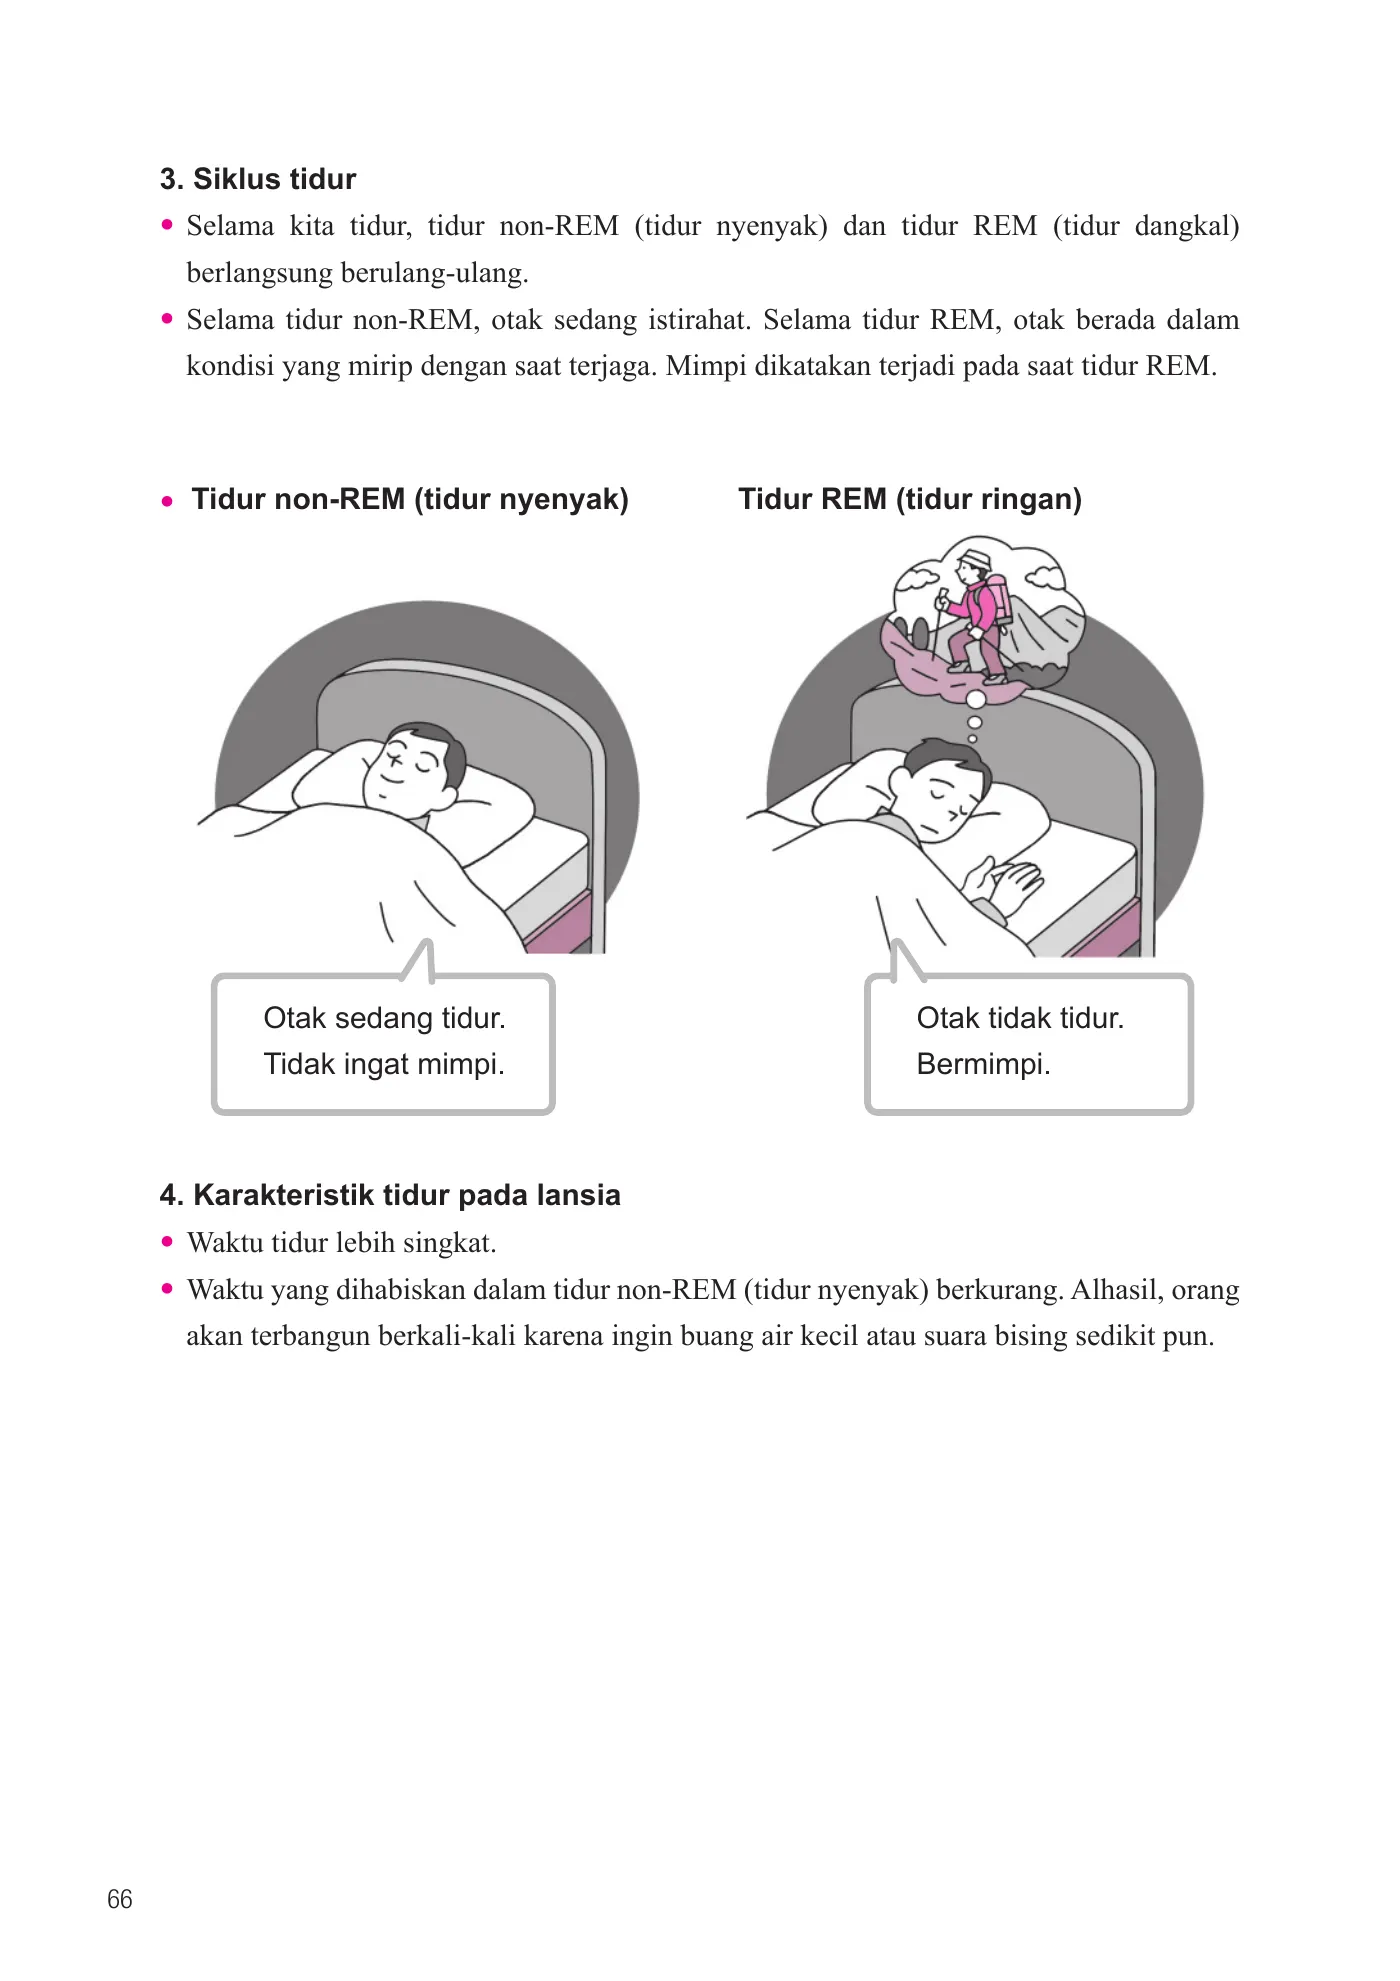 3. Siklus tidur
• Selama kita tidur, tidur non-REM (tidur nyenyak) dan tidur REM (tidur dangkal)
berlangsung berulang-ulang.
• Selama tidur non-REM, otak sedang istirahat. Selama tidur REM, otak berada dalam
kondisi yang mirip dengan saat terjaga. Mimpi dikatakan terjadi pada saat tidur REM.
• Tidur non-REM (tidur nyenyak)
Tidur REM (tidur ringan)
Otak sedang tidur.
Tidak ingat mimpi.
Otak tidak tidur.
Bermimpi.
4. Karakteristik tidur pada lansia
• Waktu tidur lebih singkat.
• Waktu yang dihabiskan dalam tidur non-REM (tidur nyenyak) berkurang. Alhasil, orang
akan terbangun berkali-kali karena ingin buang air kecil atau suara bising sedikit pun.
66